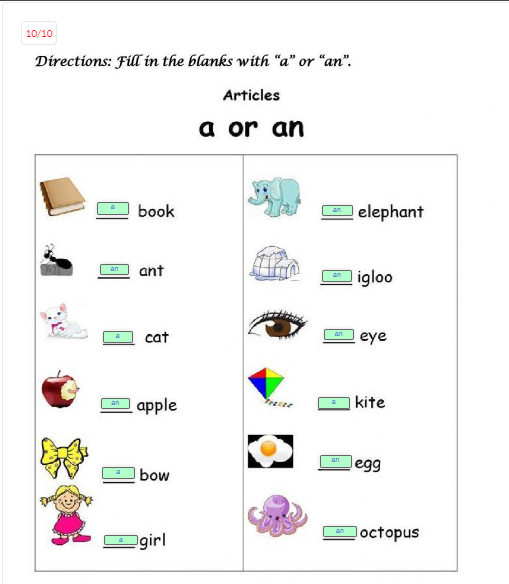 10/10
Directions: Fill in the blanks with “a” or “an”.
Articles
a or an
a book
an ant
a cat
an apple
a bow
a girl
an elephant
an igloo
an eye
a kite
an egg
an octopus